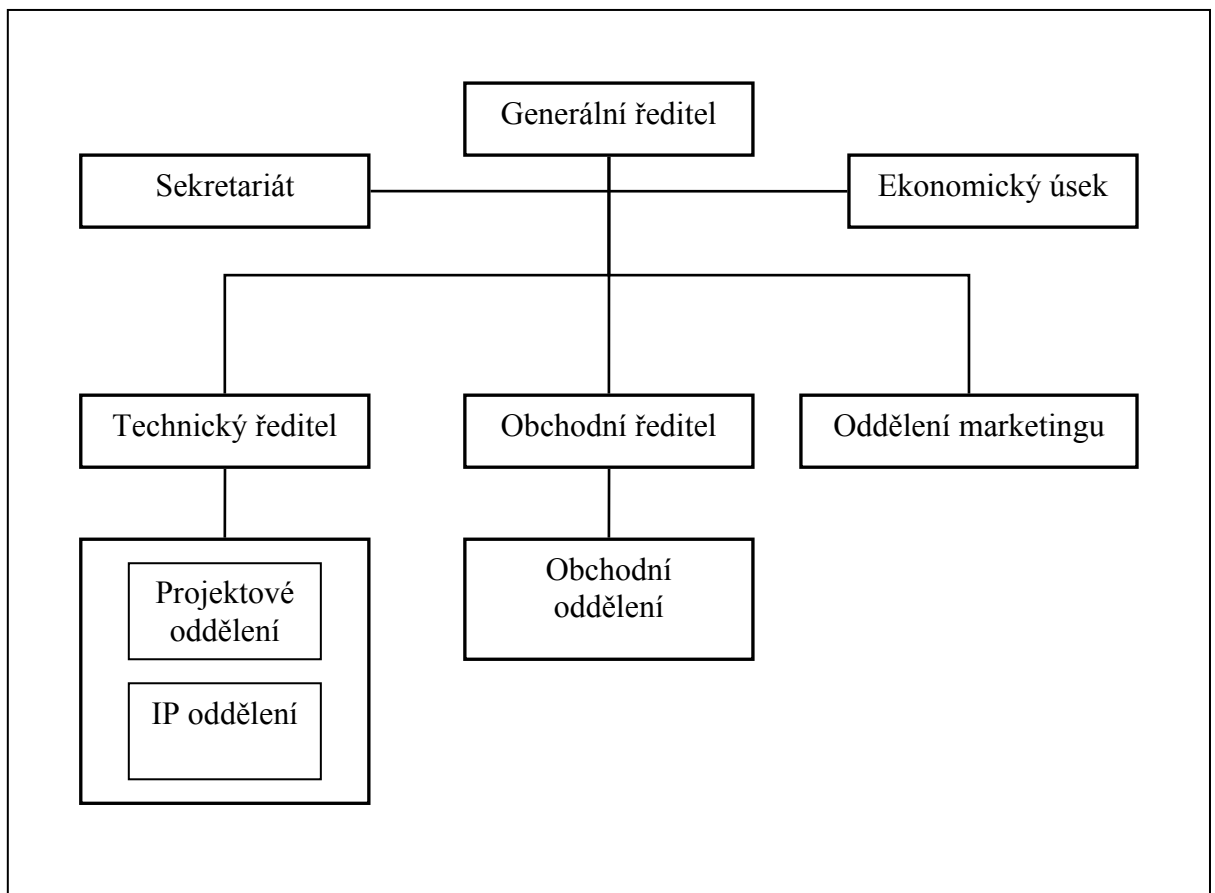 Generální ředitel
Sekretariát
Ekonomický úsek
Technický ředitel
Obchodní ředitel
Oddělení marketingu
Projektové
oddělení
IP oddělení
Obchodní
oddělení